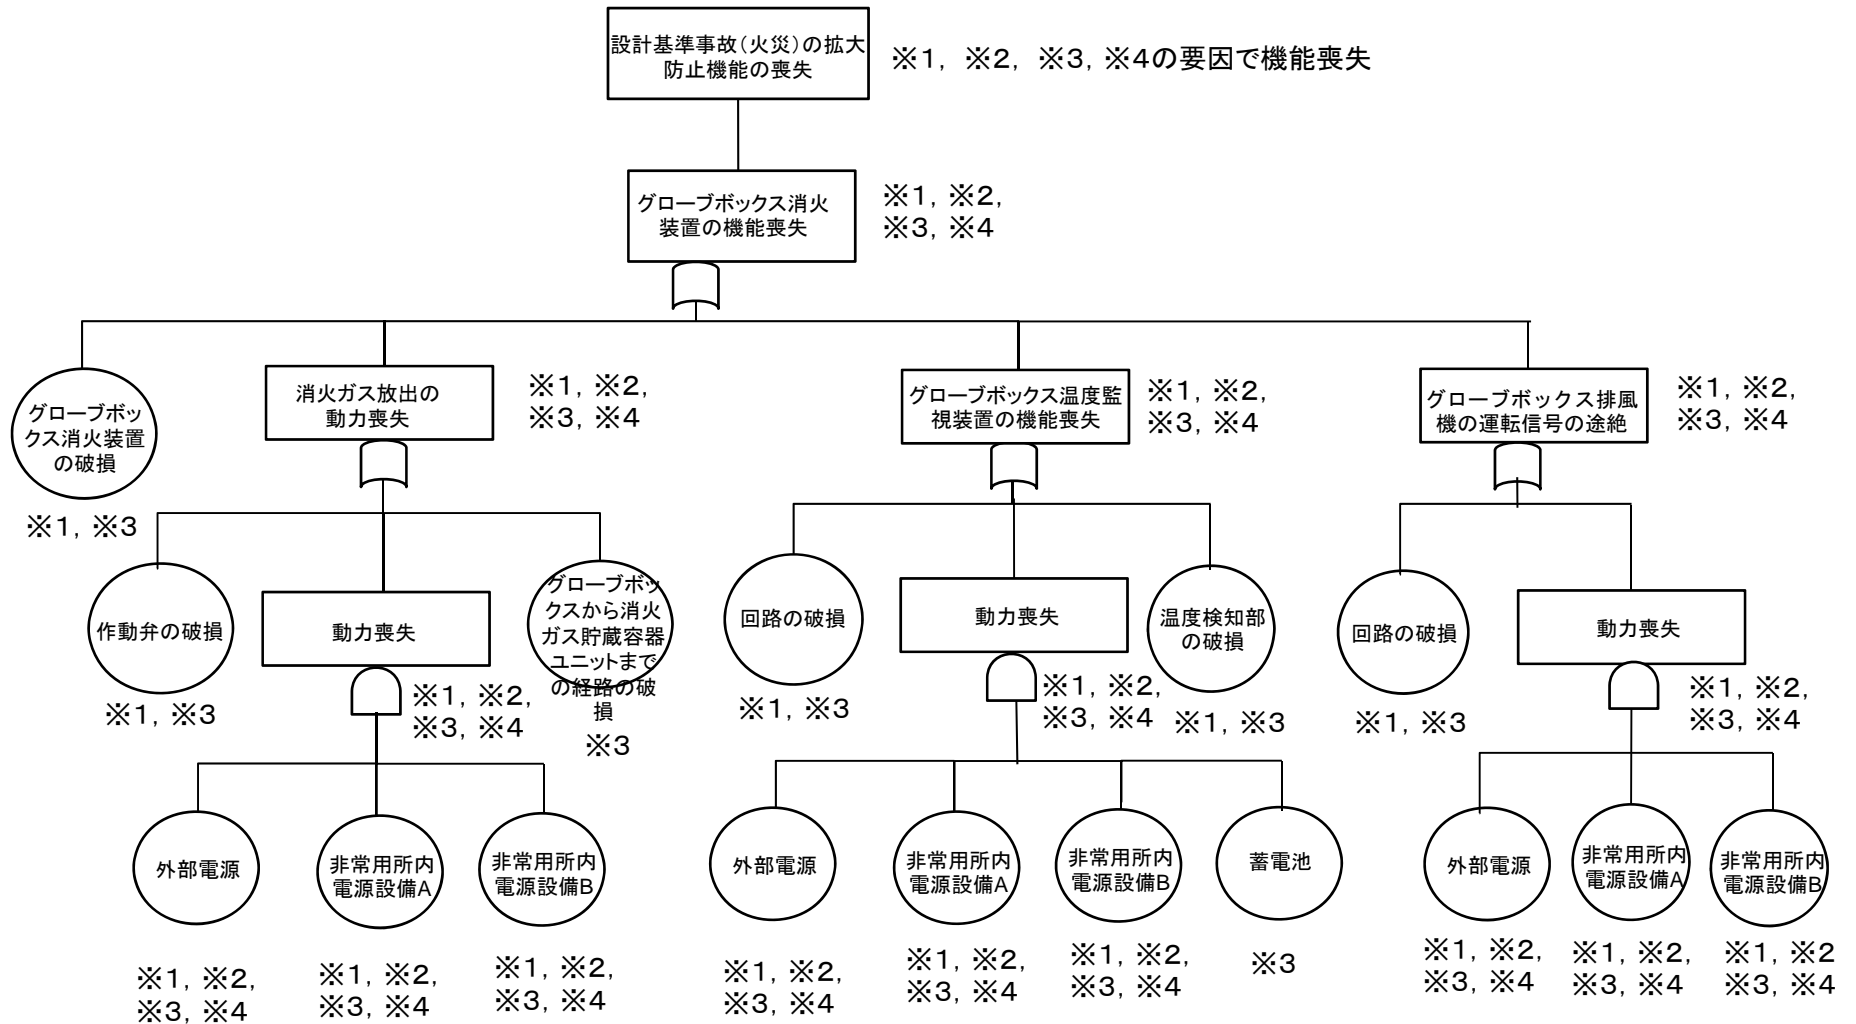 設計基準事故（火災）の拡大
防止機能の喪失
※１，※２，※３，※４の要因で機能喪失
グローブボックス消火
装置の機能喪失
※１，※２，
※３，※４
グローブボッ
クス消火装置
の破損
※１，※３
消火ガス放出の
動力喪失
※１，※２，
※３，※４
グローブボックス温度監
視装置の機能喪失
※１，※２，
※３，※４
グローブボックス排風
機の運転信号の途絶
※１，※２，
※３，※４
作動弁の破損
※１，※３
動力喪失
※１，※２，
※３，※４
グローブボッ
クスから消火
ガス貯蔵容器
ユニットまで
の経路の破
損
※３
回路の破損
※１，※３
動力喪失
※１，※２，
※３，※４
温度検知部
の破損
※１，※３
回路の破損
※１，※３
動力喪失
※１，※２，
※３，※４
外部電源
※１，※２，
※３，※４
非常用所内
電源設備A
※１，※２，
※３，※４
非常用所内
電源設備B
※１，※２，
※３，※４
外部電源
※１，※２，
※３，※４
非常用所内
電源設備A
※１，※２，
※３，※４
非常用所内
電源設備B
※１，※２，
※３，※４
蓄電池
※３
外部電源
※１，※２，
※３，※４
非常用所内
電源設備A
※１，※２，
※３，※４
非常用所内
電源設備B
※１，※２
※３，※４